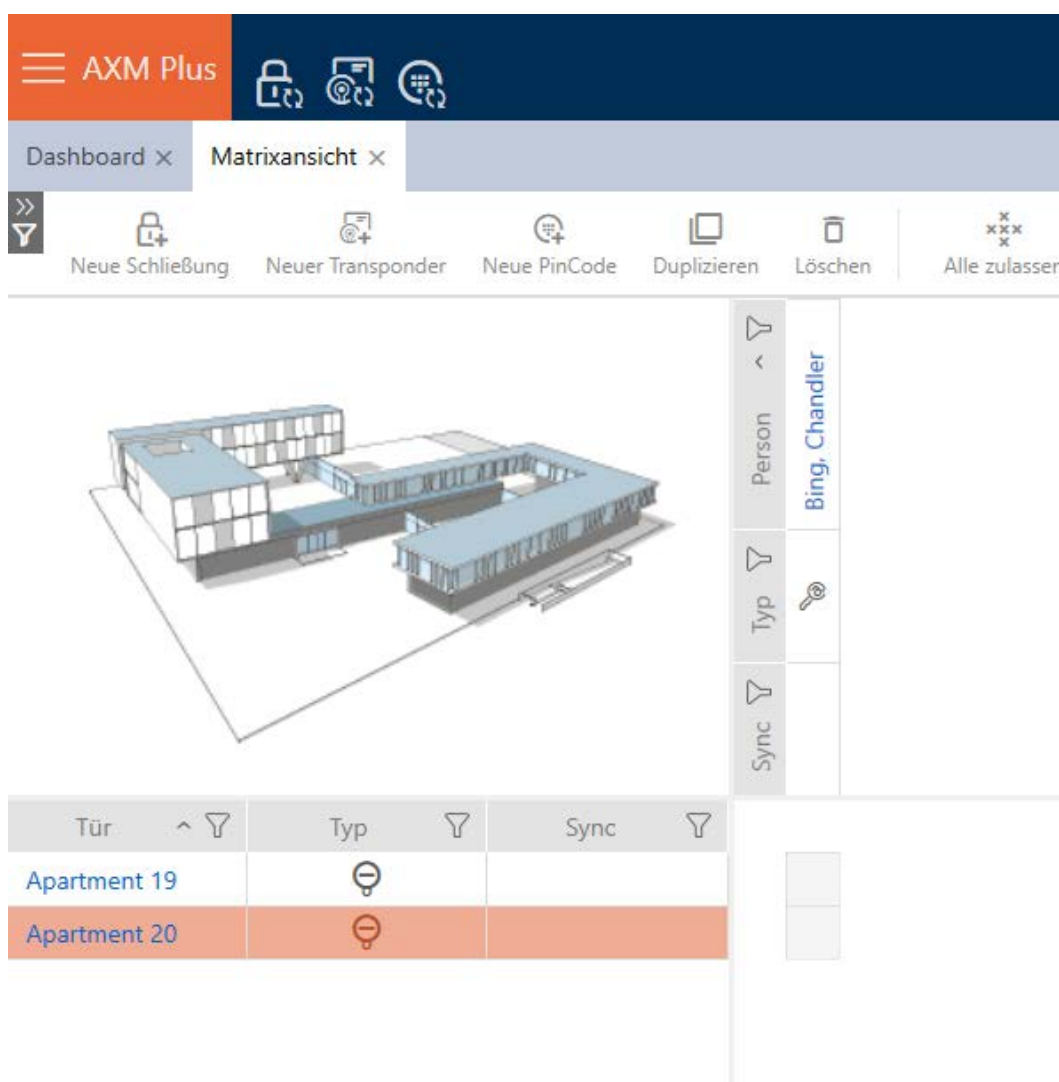 AXM Plus
Dashboard
Matrixansicht
Neue Schließung
Neuer Transponder
Neue PinCode
Duplizieren
Löschen
Alle zulassen
Person
Bing, Chandler
Typ
Sync
Tür
Typ
Sync
Apartment 19
Apartment 20